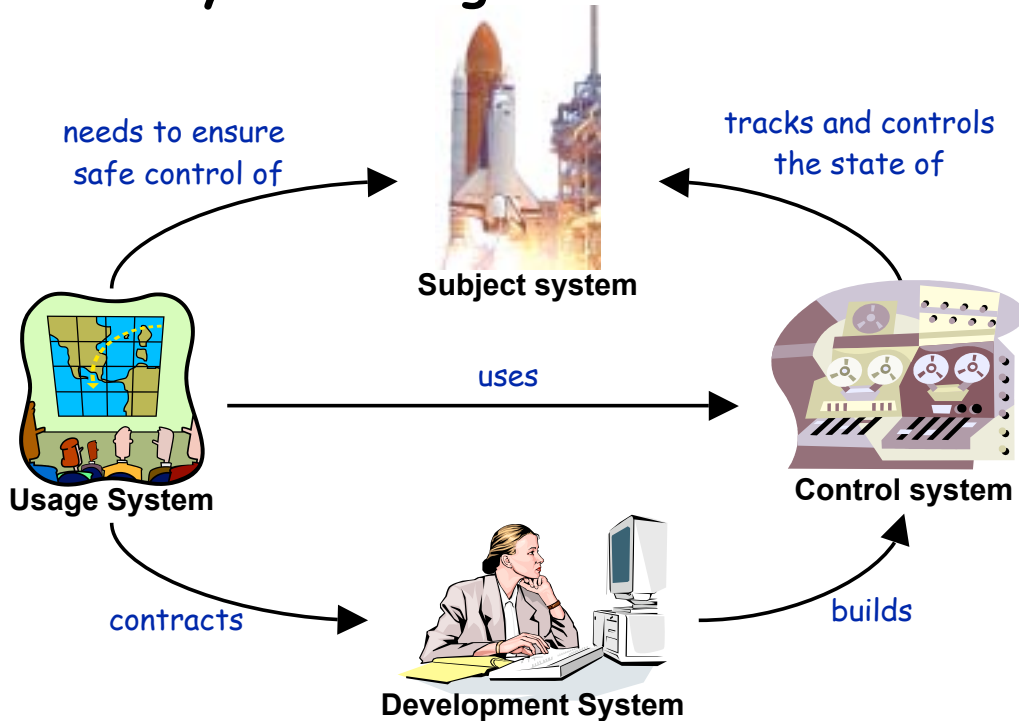 needs to ensure
safe control of
tracks and controls
the state of
Subject system
uses
Usage System
Control system
contracts
builds
Development System